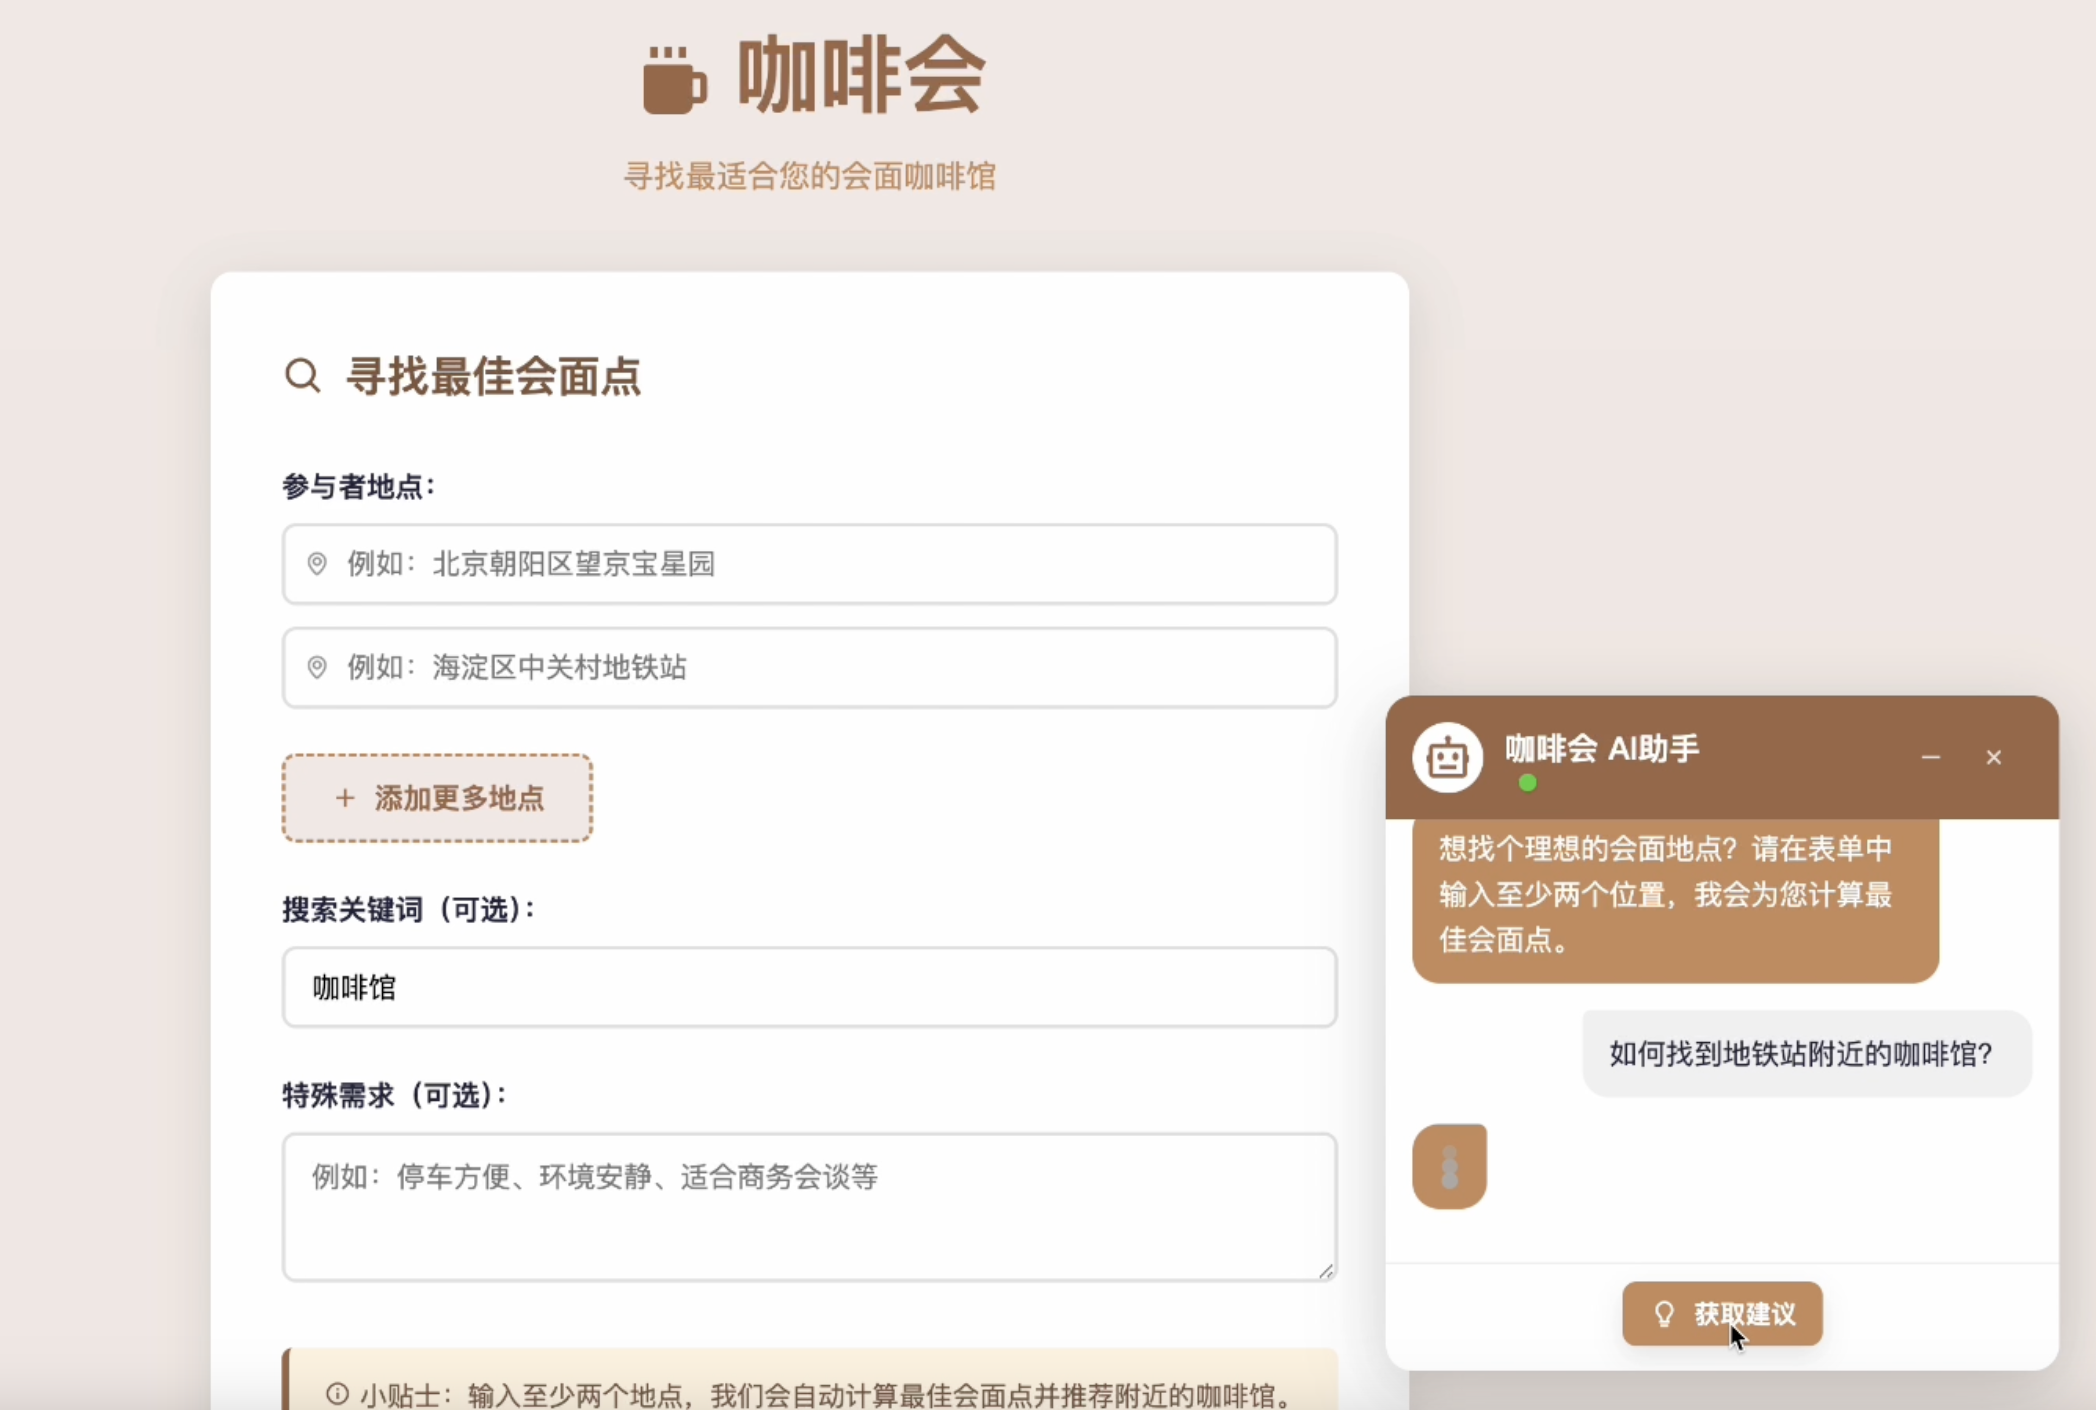 咖啡会
寻找最适合您的会面咖啡馆
寻找最佳会面点
参与者地点：
例如：北京朝阳区望京宝星园
例如：海淀区中关村地铁站
+ 添加更多地点
搜索关键词（可选）：
咖啡馆
特殊需求（可选）：
例如：停车方便、环境安静、适合商务会谈等
小贴士：输入至少两个地点，我们会自动计算最佳会面点并推荐附近的咖啡馆。
咖啡会 AI助手
想找个理想的会面地点？请在表单中
输入至少两个位置，我会为您计算最
佳会面点。
如何找到地铁站附近的咖啡馆？
获取建议